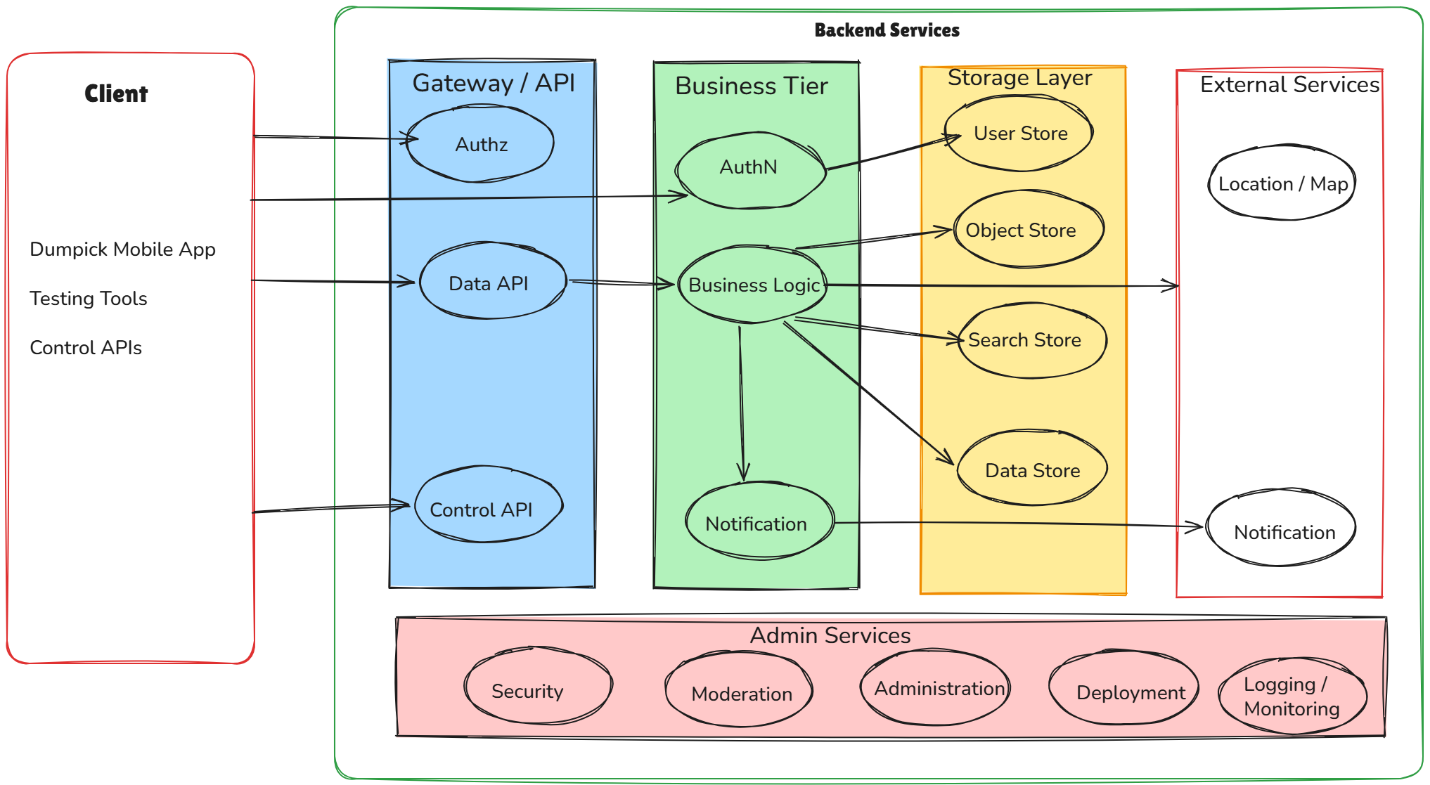 Backend Services
Client
Dumpick Mobile App
Testing Tools
Control APIs
Gateway / API
Authz
Data API
Control API
Business Tier
AuthN
Business Logic
Notification
Storage Layer
User Store
Object Store
Search Store
Data Store
External Services
Location / Map
Notification
Admin Services
Security
Moderation
Administration
Deployment
Logging /
Monitoring